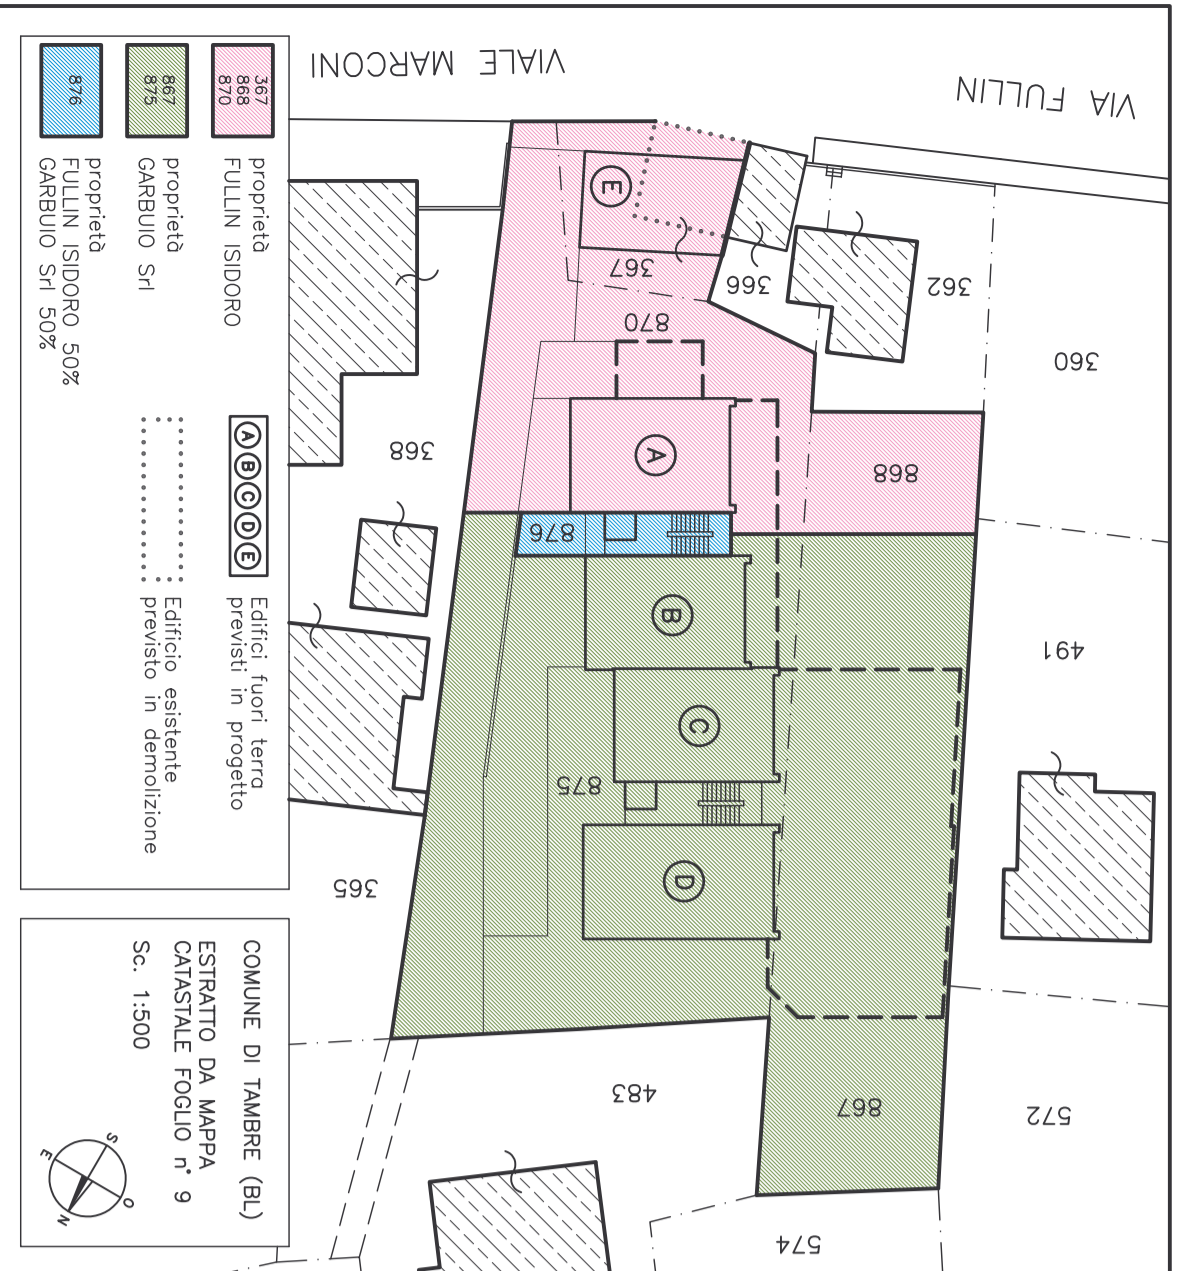 VIALE MARCONI
VIA FULLIN
367
868
870
proprietà
FULLIN ISIDORO
867
875
proprietà
GARBUIO Srl
876
proprietà
FULLIN ISIDORO 50%
GARBUIO Srl 50%
A B C D E
Edifici fuori terra
previsti in progetto
Edificio esistente
previsto in demolizione
COMUNE DI TAMBRE (BL)
ESTRATTO DA MAPPA
CATASTALE FOGLIO n° 9
Sc. 1:500
S
E
O
N
E
367
366
362
360
870
368
A
868
876
B
491
C
875
D
365
483
867
572
574